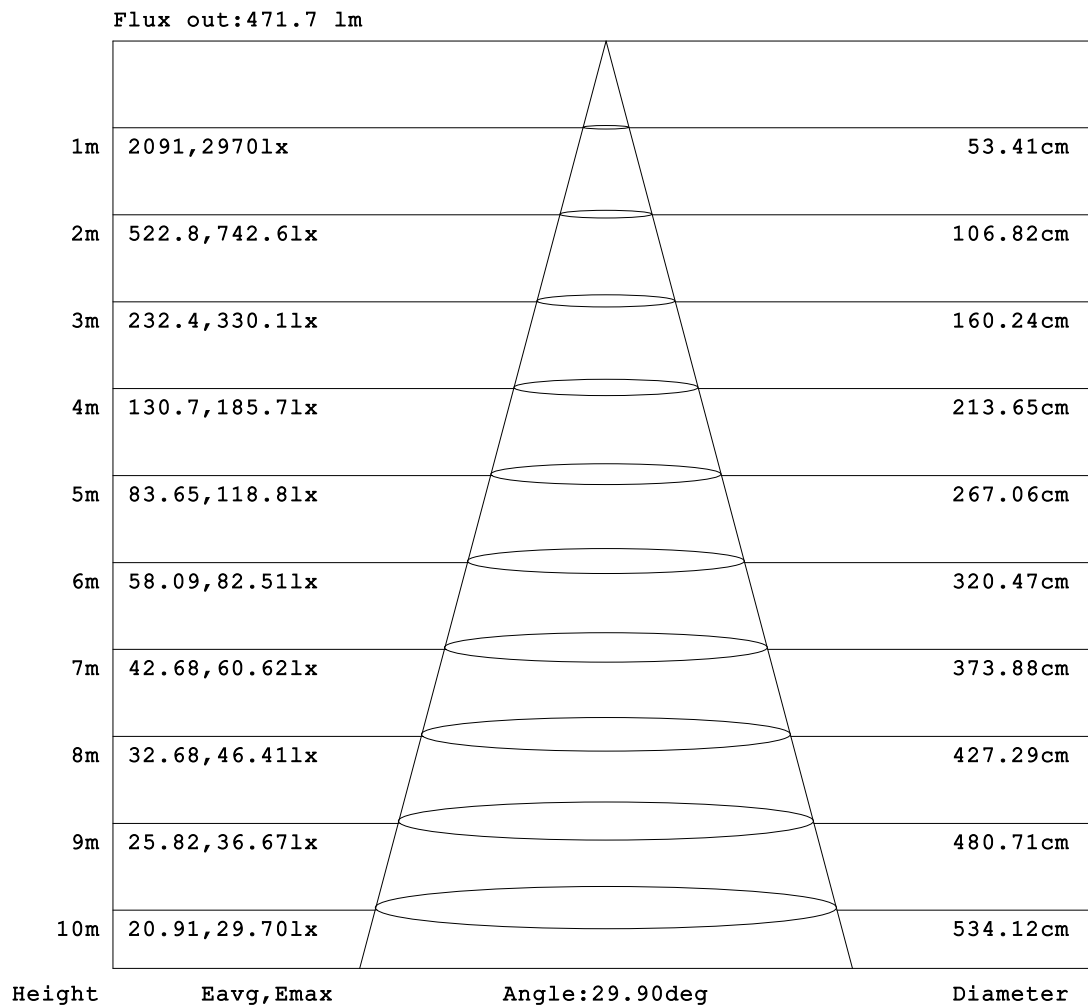 Flux out:471.7 lm
1m 2091,2970lx 53.41cm
2m 522.8,742.6lx 106.82cm
3m 232.4,330.1lx 160.24cm
4m 130.7,185.7lx 213.65cm
5m 83.65,118.8lx 267.06cm
6m 58.09,82.51lx 320.47cm
7m 42.68,60.62lx 373.88cm
8m 32.68,46.41lx 427.29cm
9m 25.82,36.67lx 480.71cm
10m 20.91,29.70lx 534.12cm
Height Eavg,Emax Angle:29.90deg Diameter